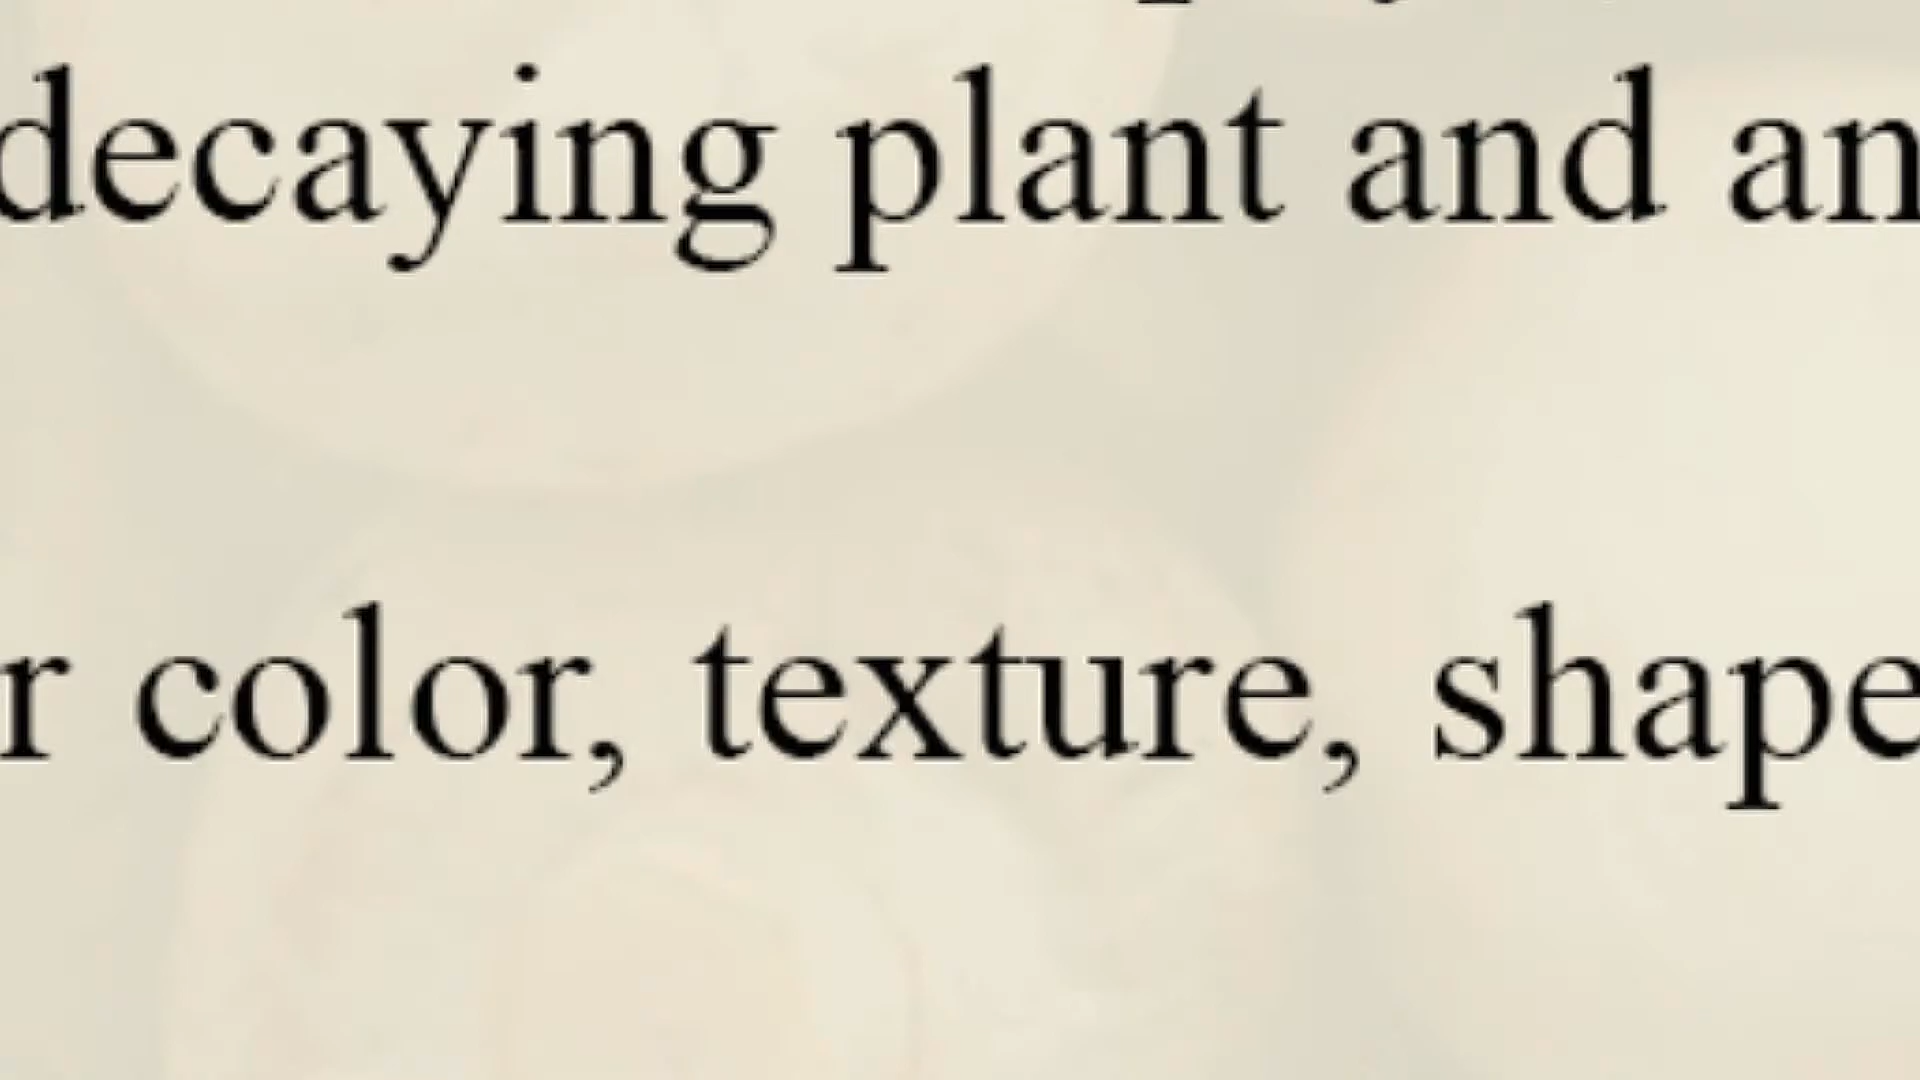 decaying plant and an
r color, texture, shape